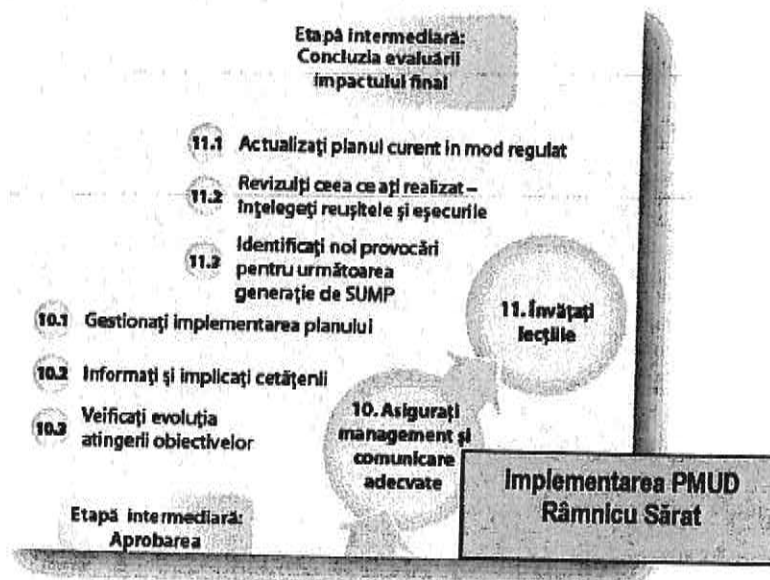 Etapă intermediară:
Concluzia evaluării
impactului final
11.1 Actualizați planul curent in mod regulat
11.2 Revizuiți ceea ce ați realizat –
înțelegeți reușitele și eșecurile
11.3 Identificați noi provocări
pentru următoarea
generație de SUMP
11. Învățați
lecțiile
10.1 Gestionați implementarea planului
10.2 Informați și implicați cetățenii
10.3 Verificați evoluția
atingerii obiectivelor
10. Asigurați
management și
comunicare
adecvate
Implementarea PMUD
Râmnicu Sărat
Etapă intermediară:
Aprobarea